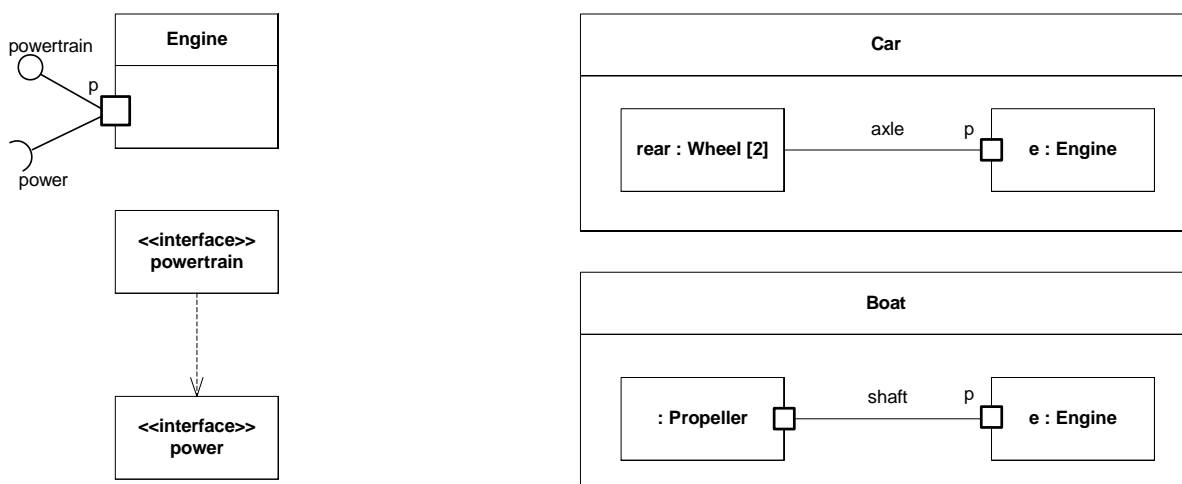 Engine
powertrain
p
power
<<interface>>
powertrain
<<interface>>
power
Car
rear : Wheel [2]
axle
p
e : Engine
Boat
: Propeller
shaft
p
e : Engine